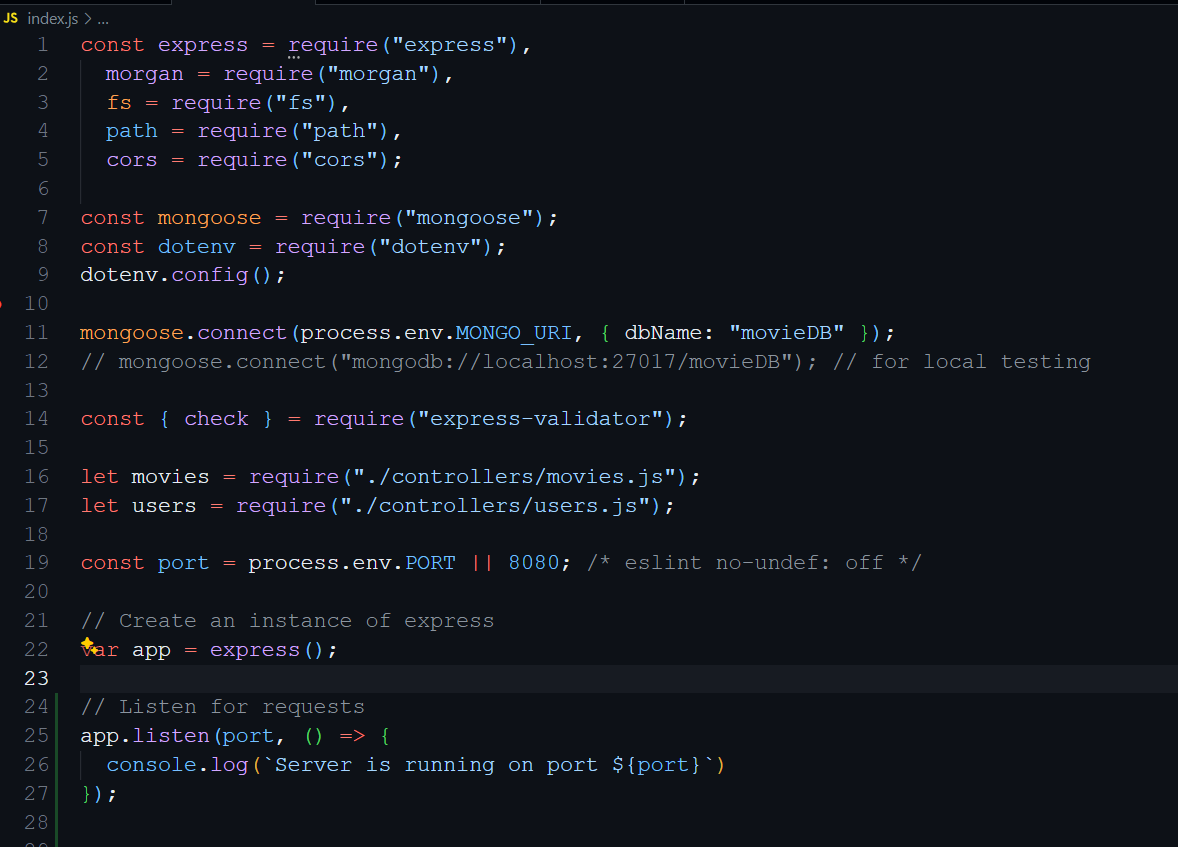 JS index.js > ...
1 const express = require("express"),
2   morgan = require("morgan"),
3   fs = require("fs"),
4   path = require("path"),
5   cors = require("cors");
6
7 const mongoose = require("mongoose");
8 const dotenv = require("dotenv");
9 dotenv.config();
10
11 mongoose.connect(process.env.MONGO_URI, { dbName: "movieDB" });
12 // mongoose.connect("mongodb://localhost:27017/movieDB"); // for local testing
13
14 const { check } = require("express-validator");
15
16 let movies = require("./controllers/movies.js");
17 let users = require("./controllers/users.js");
18
19 const port = process.env.PORT || 8080; /* eslint no-undef: off */
20
21 // Create an instance of express
22 var app = express();
23
24 // Listen for requests
25 app.listen(port, () => {
26   console.log(`Server is running on port ${port}`)
27 });
28